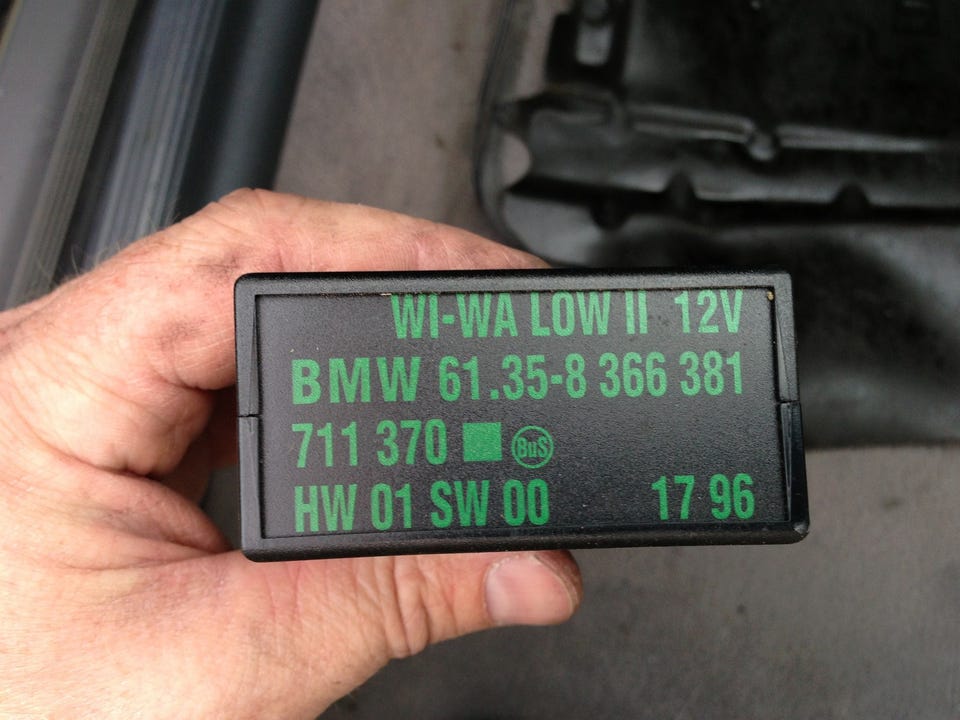 WI-WA LOW II 12V
BMW 61.35-8 366 381
711 370 BuS
HW 01 SW 00 17 96